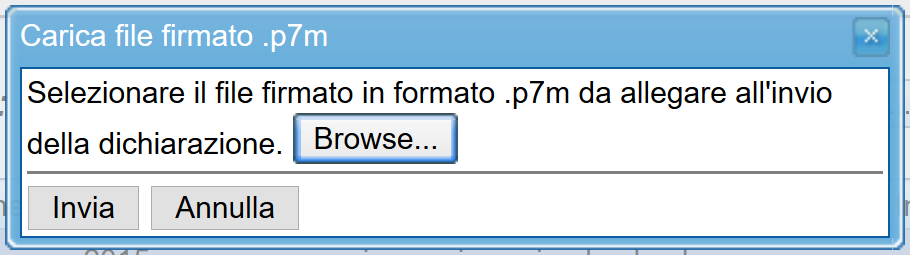 Carica file firmato .p7m
Selezionare il file firmato in formato .p7m da allegare all'invio
della dichiarazione. Browse...
Invia Annulla
2015